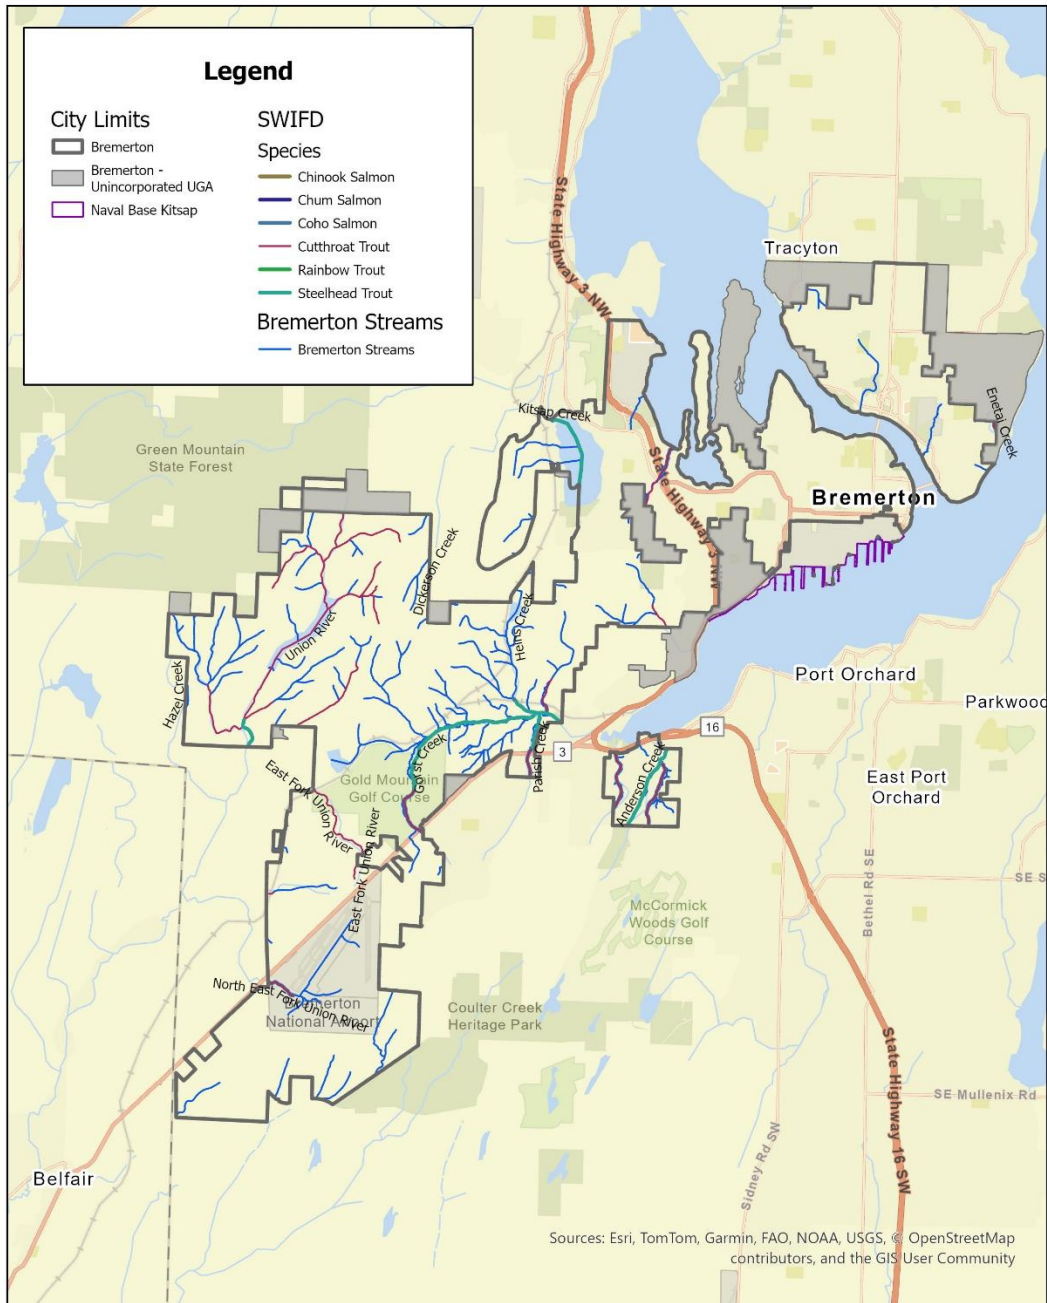 Legend
City Limits
Bremerton
Bremerton -
Unincorporated UGA
Naval Base Kitsap
SWIFD
Species
Chinook Salmon
Chum Salmon
Coho Salmon
Cutthroat Trout
Rainbow Trout
Steelhead Trout
Bremerton Streams
Bremerton Streams
State Highway 3 NW
Tracyton
Kitsap Creek
Enetai Creek
Green Mountain
State Forest
State Highway 3 NW
Bremerton
Dickerson Creek
Heins Creek
Union River
Hazel Creek
Port Orchard
Parkwood
16
3
Gorst Creek
Parish Creek
Anderson Creek
East Fork Union
River
Gold Mountain
Golf Course
East Port
Orchard
East Fork Union River
Bethel Rd SE
SE S
McCormick
Woods Golf
Course
North East Fork Union River
Bremerton
National Airport
Coulter Creek
Heritage Park
State Highway 16 SW
SE Mullenix Rd
Sidney Rd SW
Belfair
Sources: Esri, TomTom, Garmin, FAO, NOAA, USGS, © OpenStreetMap
contributors, and the GIS User Community